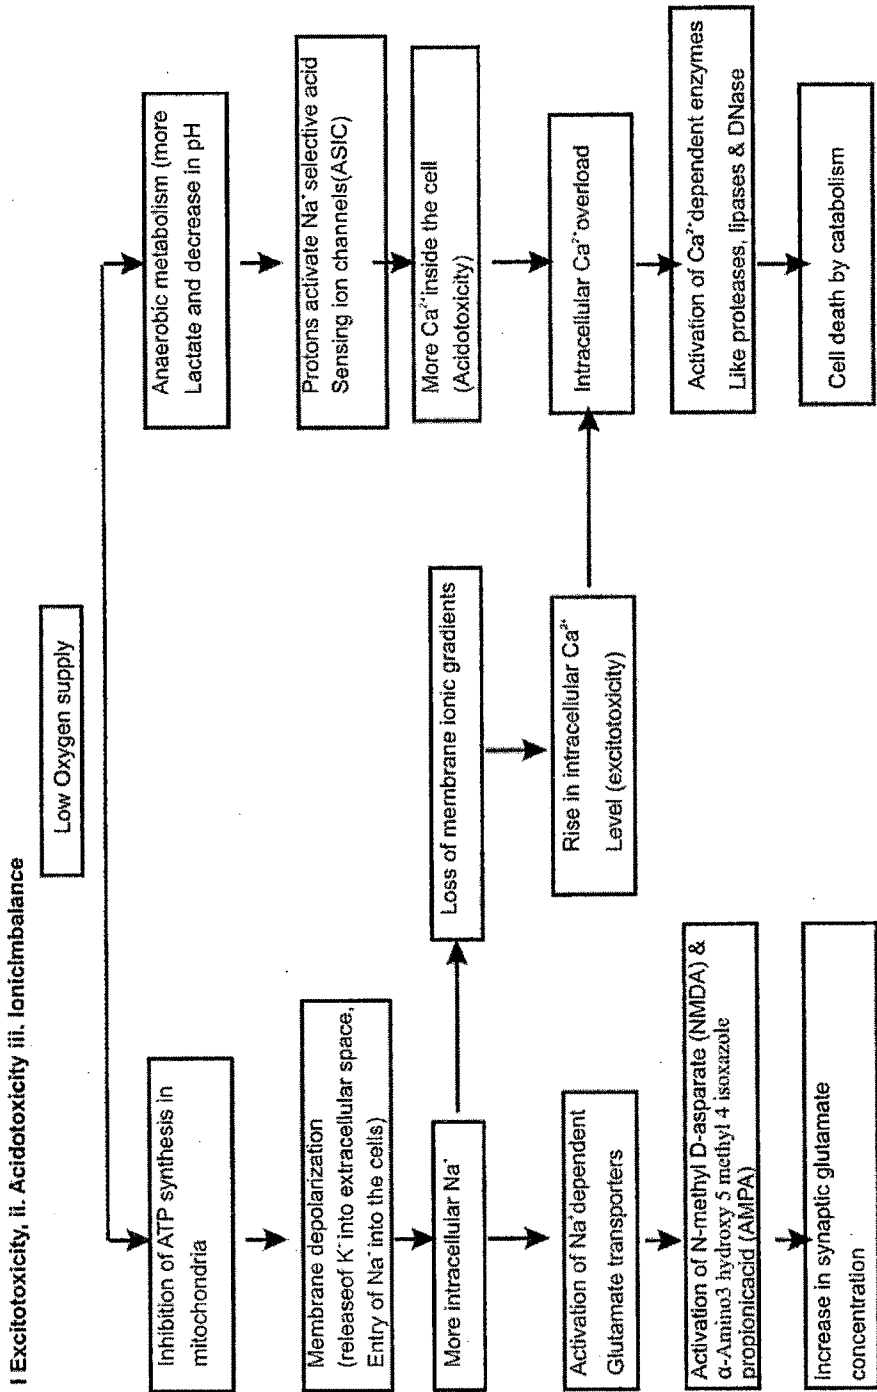 I Excitotoxicity, ii. Acidotoxicity iii. IonicImbalance
Low Oxygen supply
Inhibition of ATP synthesis in
mitochondria
Membrane depolarization
(releaseof K⁺ into extracellular space,
Entry of Na⁺ into the cells)
More intracellular Na⁺
Activation of Na⁺dependent
Glutamate transporters
Activation of N-methyl D-asparate (NMDA) &
α-Amino3 hydroxy 5 methyl 4 isoxazole
propionicacid (AMPA)
Increase in synaptic glutamate
concentration
Loss of membrane ionic gradients
Rise in intracellular Ca²⁺
Level (excitotoxicity)
Anaerobic metabolism (more
Lactate and decrease in pH
Protons activate Na⁺ selective acid
Sensing ion channels(ASIC)
More Ca²⁺inside the cell
(Acidotoxicity)
Intracellular Ca²⁺overload
Activation of Ca²⁺dependent enzymes
Like proteases, lipases & DNase
Cell death by catabolism